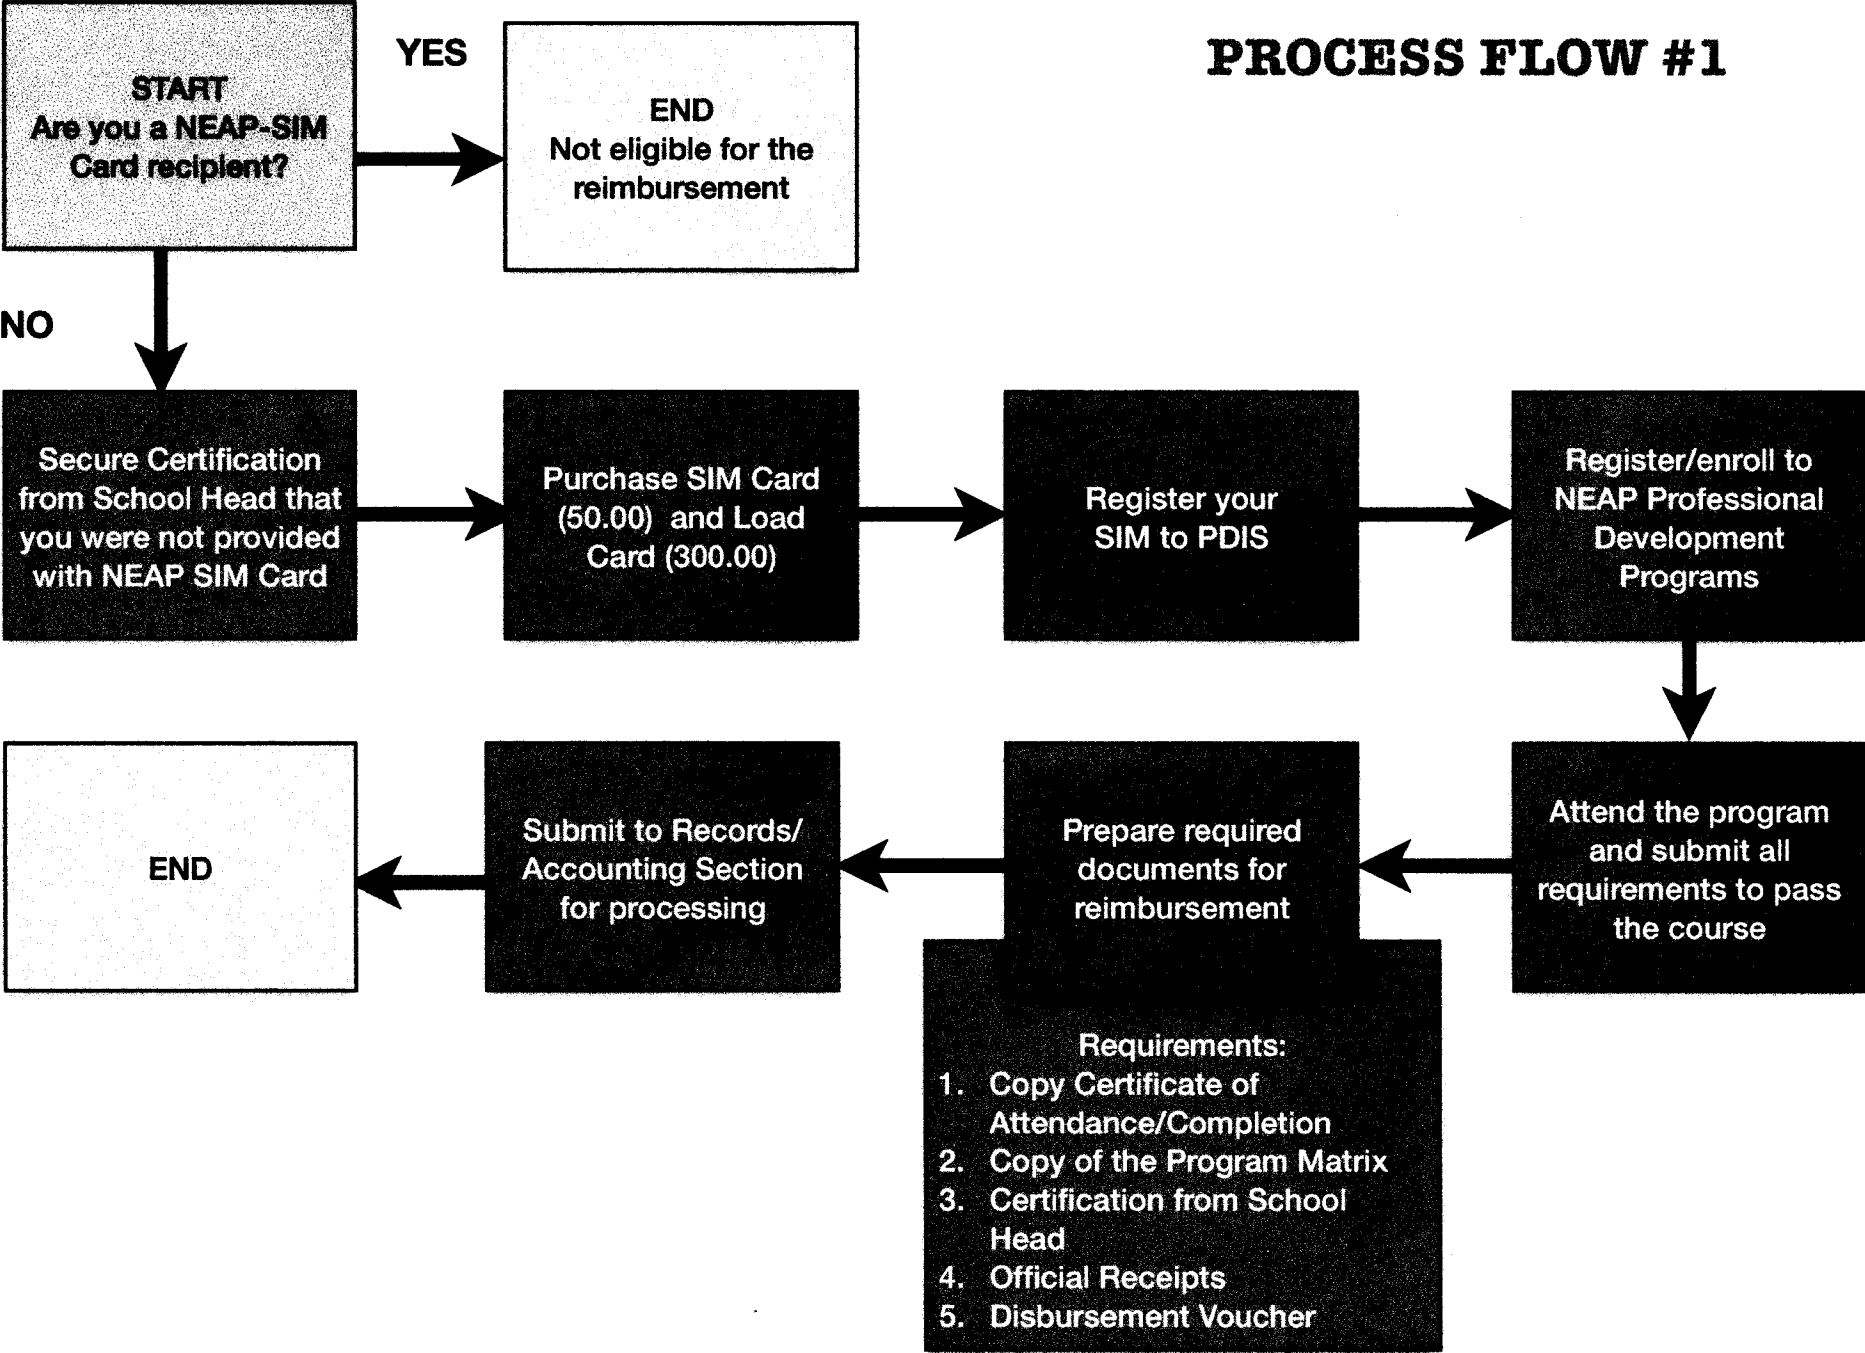 PROCESS FLOW #1
START
Are you a NEAP-SIM
Card recipient?
YES
END
Not eligible for the
reimbursement
NO
Secure Certification
from School Head that
you were not provided
with NEAP SIM Card
Purchase SIM Card
(50.00) and Load
Card (300.00)
Register your
SIM to PDIS
Register/enroll to
NEAP Professional
Development
Programs
Attend the program
and submit all
requirements to pass
the course
Prepare required
documents for
reimbursement
Requirements:
1. Copy Certificate of
Attendance/Completion
2. Copy of the Program Matrix
3. Certification from School
Head
4. Official Receipts
5. Disbursement Voucher
Submit to Records/
Accounting Section
for processing
END